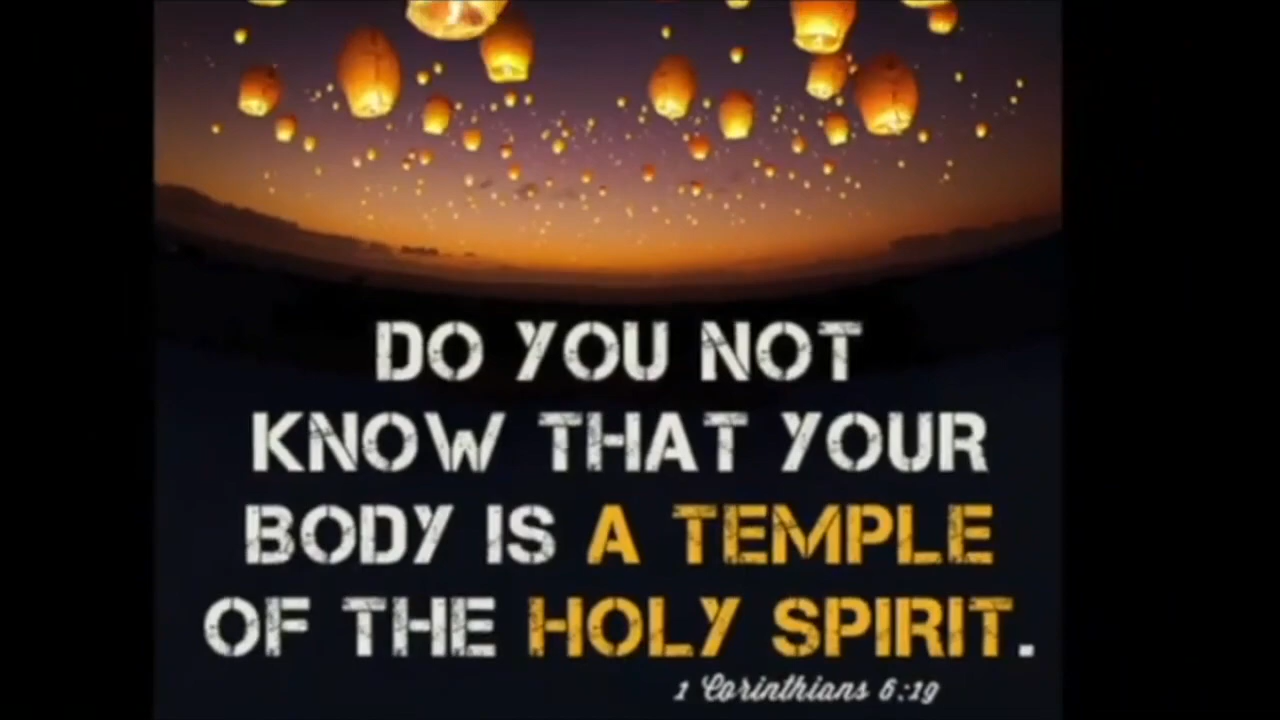 DO YOU NOT
KNOW THAT YOUR
BODY IS A TEMPLE
OF THE HOLY SPIRIT.
1 Corinthians 6:19